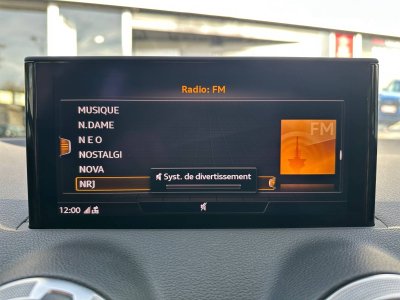 Radio: FM
MUSIQUE
N.DAME
N E O
NOSTALGI
NOVA
NRJ
FM
Syst. de divertissement
12:00